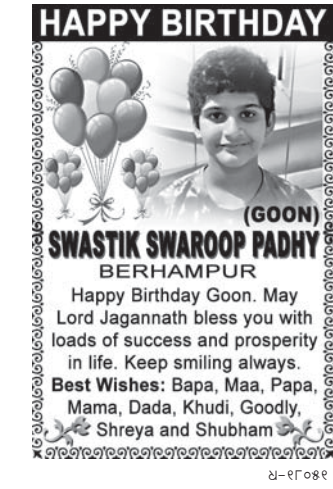 HAPPY BIRTHDAY
(GOON)
SWASTIK SWAROOP PADHY
BERHAMPUR
Happy Birthday Goon. May
Lord Jagannath bless you with
loads of success and prosperity
in life. Keep smiling always.
Best Wishes: Bapa, Maa, Papa,
Mama, Dada, Khudi, Goodly,
Shreya and Shubham